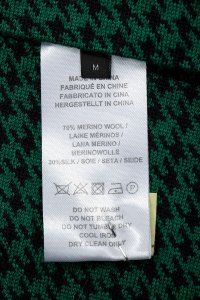 M
MADE IN CHINA
FABRIQUÉ EN CHINE
FABBRICATO IN CINA
HERGESTELLT IN CHINA
70% MERINO WOOL /
LAINE MÉRINOS /
LANA MERINO /
MERINOWOLLE
30%SILK / SOIE / SETA / SEIDE
DO NOT WASH
DO NOT BLEACH
DO NOT TUMBLE DRY
COOL IRON
DRY CLEAN ONLY